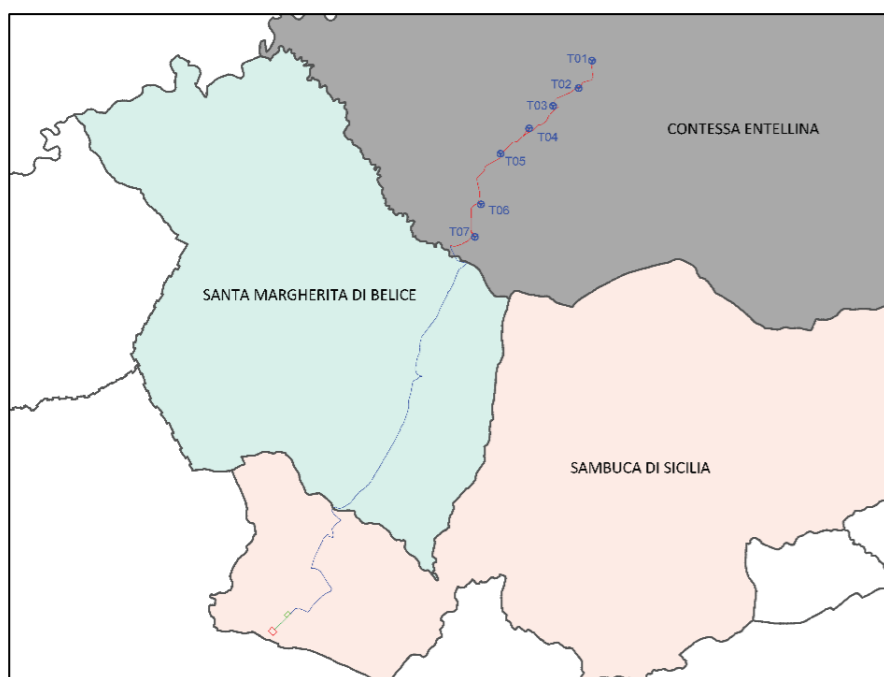 T01
T02
T03
T04
CONTESSA ENTELLINA
T05
T06
T07
SANTA MARGHERITA DI BELICE
SAMBUCA DI SICILIA